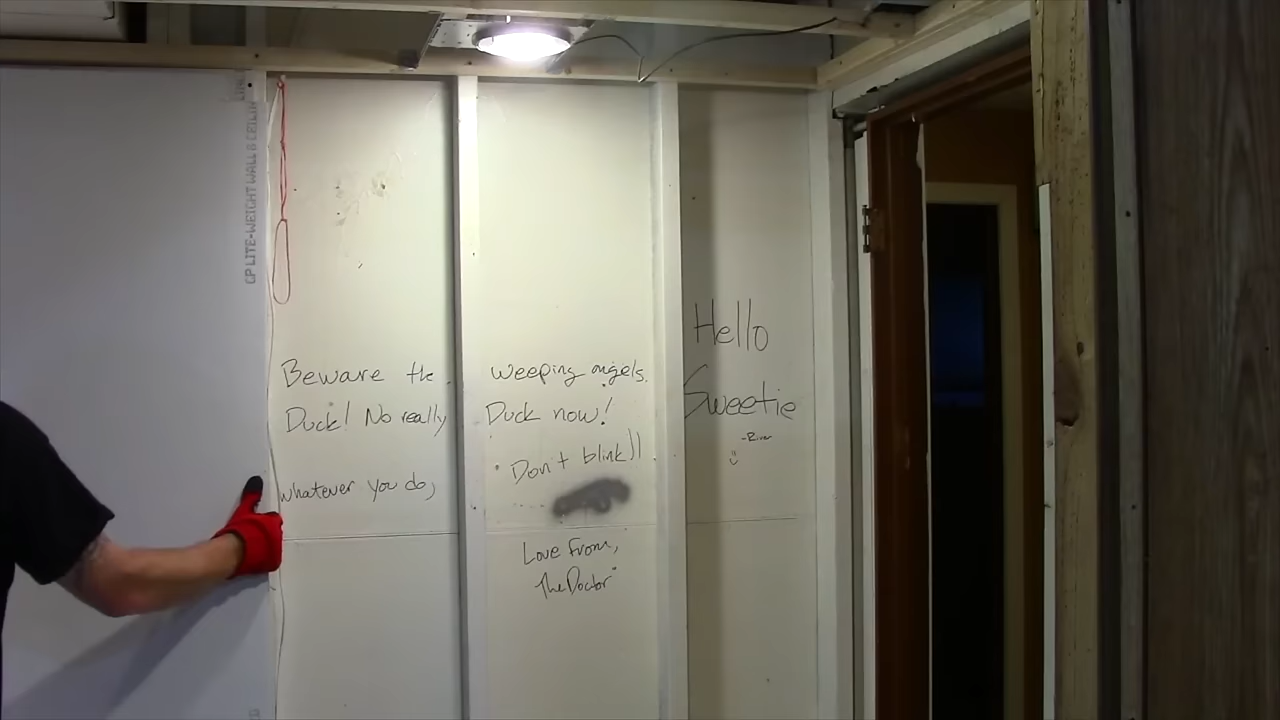 CP LITE-WEIGHT WALL & CEILIN
Beware the weeping angels.
Duck! No really Duck now!
whatever you do, Don't blink!!
Love From,
The Doctor"
Hello
Sweetie
-River